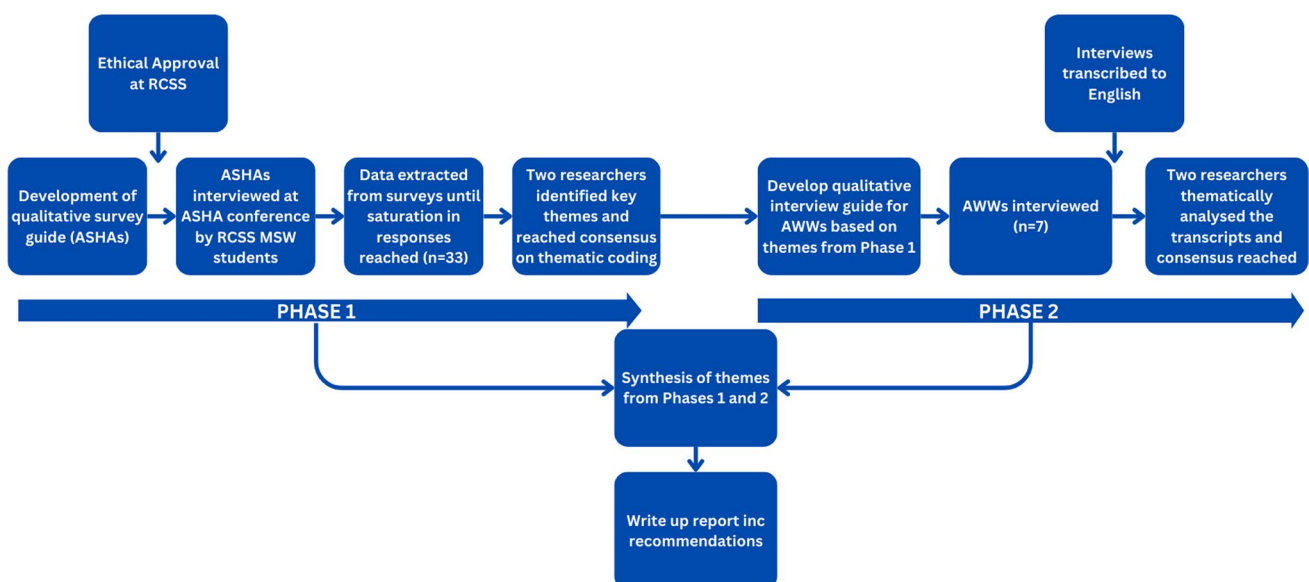 Ethical Approval
at RCSS
Interviews
transcribed to
English
Development of
qualitative survey
guide (ASHAs)
ASHAs
interviewed at
ASHA conference
by RCSS MSW
students
Data extracted
from surveys until
saturation in
responses
reached (n=33)
Two researchers
identified key
themes and
reached consensus
on thematic coding
Develop qualitative
interview guide for
AWWs based on
themes from Phase 1
AWWs interviewed
(n=7)
Two researchers
thematically
analysed the
transcripts and
consensus reached
PHASE 1
PHASE 2
Synthesis of themes
from Phases 1 and 2
Write up report inc
recommendations